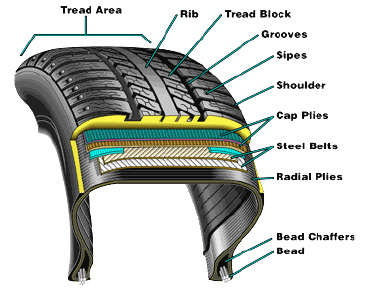 Tread Area
Rib
Tread Block
Grooves
Sipes
Shoulder
Cap Plies
Steel Belts
Radial Plies
Bead Chaffers
Bead